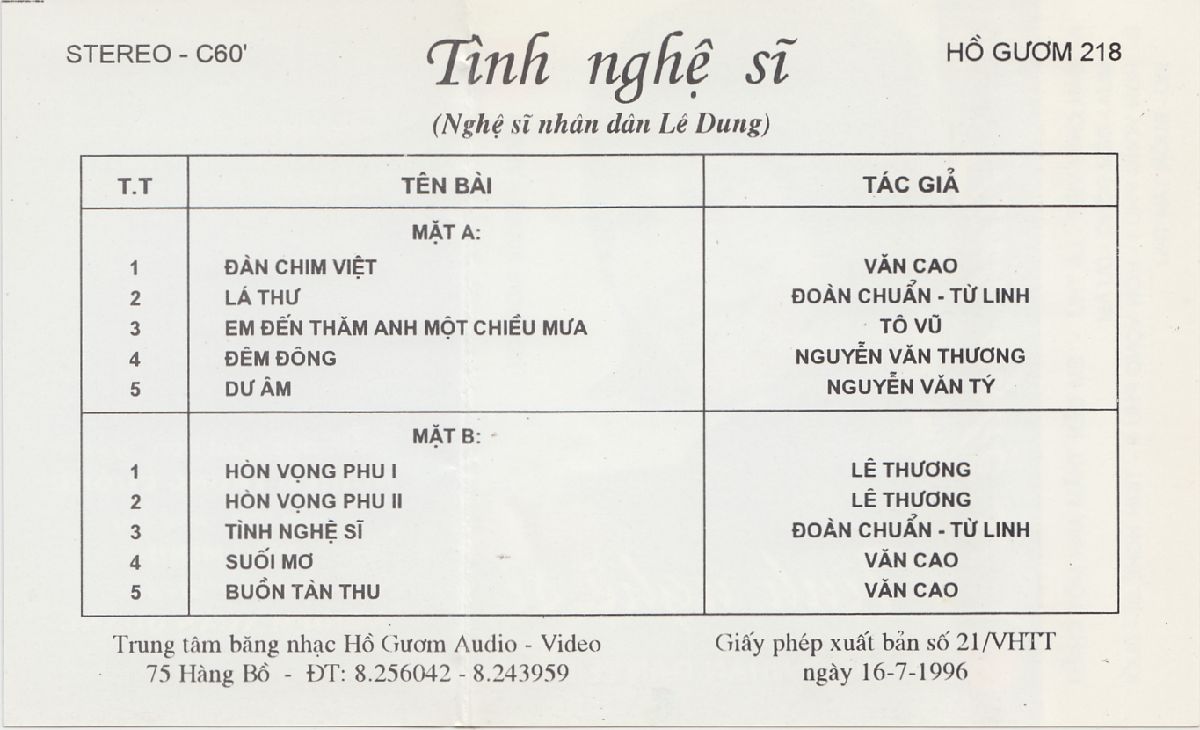 STEREO - C60'
Tình nghệ sĩ
HỒ GƯƠM 218
(Nghệ sĩ nhân dân Lê Dung)
T.T TÊN BÀI TÁC GIẢ
MẶT A:
1 ĐÀN CHIM VIỆT VĂN CAO
2 LÁ THƯ ĐOÀN CHUẨN - TỪ LINH
3 EM ĐẾN THĂM ANH MỘT CHIỀU MƯA TÔ VŨ
4 ĐÊM ĐÔNG NGUYỄN VĂN THƯƠNG
5 DƯ ÂM NGUYỄN VĂN TÝ
MẶT B:
1 HÒN VỌNG PHU I LÊ THƯƠNG
2 HÒN VỌNG PHU II LÊ THƯƠNG
3 TÌNH NGHỆ SĨ ĐOÀN CHUẨN - TỪ LINH
4 SUỐI MƠ VĂN CAO
5 BUỒN TÀN THU VĂN CAO
Trung tâm băng nhạc Hồ Gươm Audio - Video
75 Hàng Bồ - ĐT: 8.256042 - 8.243959
Giấy phép xuất bản số 21/VHTT
ngày 16-7-1996